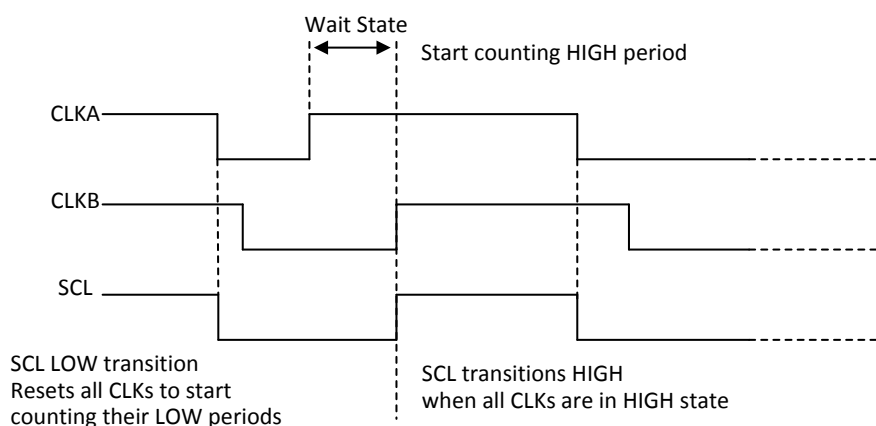 Wait State
Start counting HIGH period
CLKA
CLKB
SCL
SCL LOW transition
Resets all CLKs to start
counting their LOW periods
SCL transitions HIGH
when all CLKs are in HIGH state